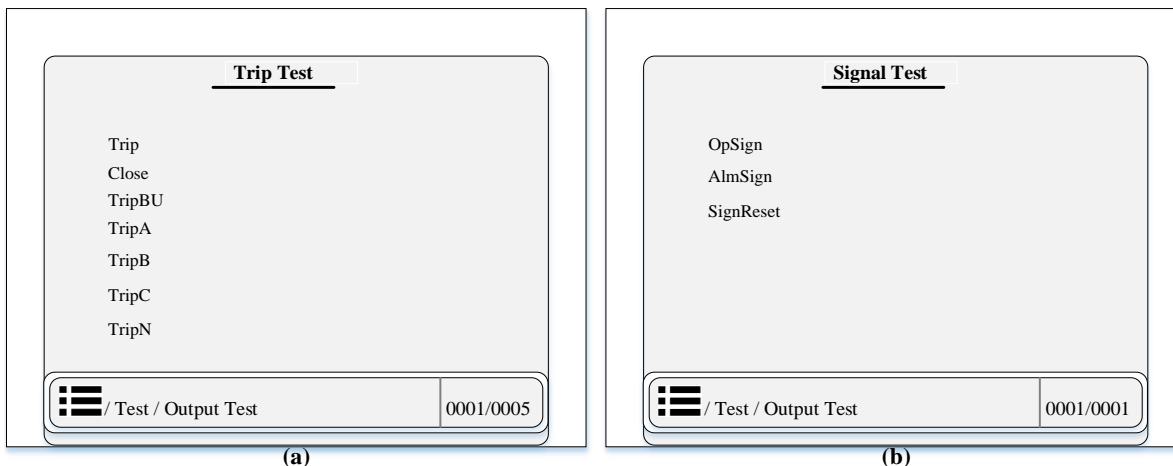 Trip Test
Trip
Close
TripBU
TripA
TripB
TripC
TripN
/ Test / Output Test 0001/0005
(a)
Signal Test
OpSign
AlmSign
SignReset
/ Test / Output Test 0001/0001
(b)